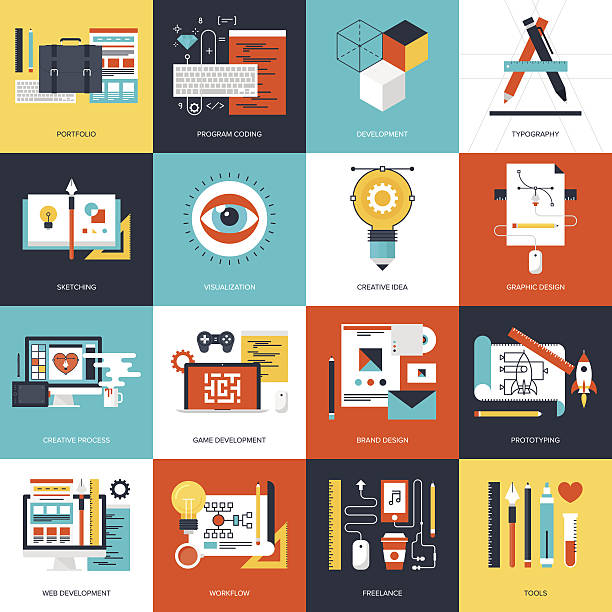 PORTFOLIO
PROGRAM CODING
DEVELOPMENT
TYPOGRAPHY
SKETCHING
VISUALIZATION
CREATIVE IDEA
GRAPHIC DESIGN
CREATIVE PROCESS
GAME DEVELOPMENT
BRAND DESIGN
PROTOTYPING
WEB DEVELOPMENT
WORKFLOW
FREELANCE
TOOLS